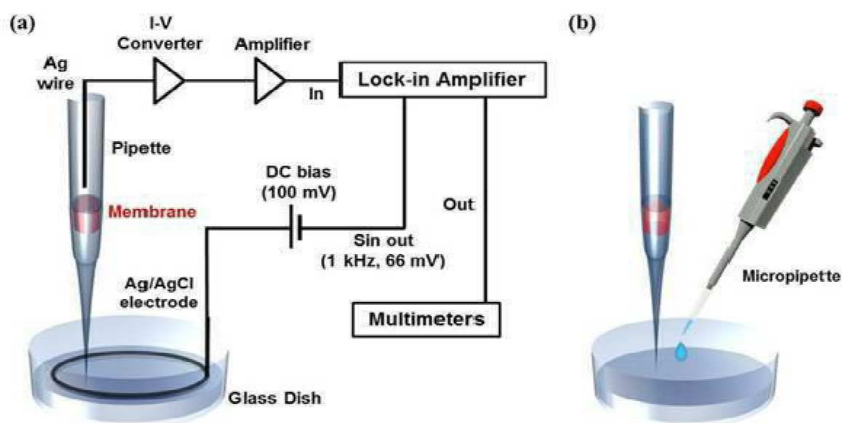 (a)
I-V
Converter
Amplifier
Ag
wire
In
Lock-in Amplifier
Pipette
DC bias
(100 mV)
Membrane
Out
Sin out
(1 kHz, 66 mV)
Ag/AgCl
electrode
Multimeters
Glass Dish
(b)
Micropipette